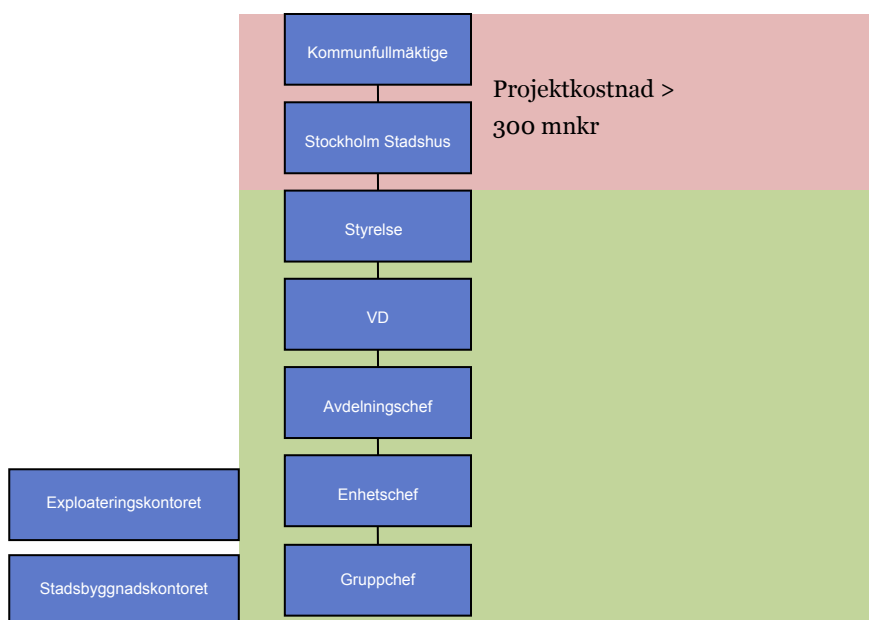 Kommunfullmäktige
Projektkostnad >
300 mnkr
Stockholm Stadshus
Styrelse
VD
Avdelningschef
Enhetschef
Exploateringskontoret
Gruppchef
Stadsbyggnadskontoret